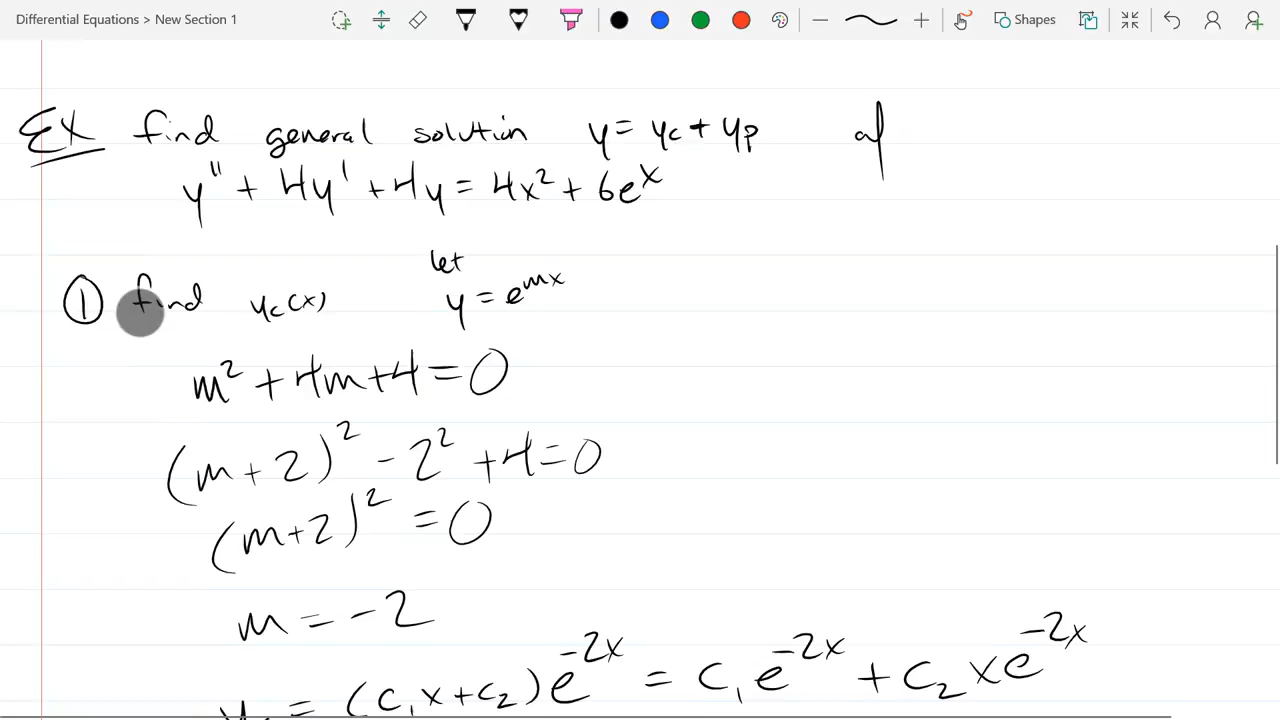 Differential Equations > New Section 1
Shapes
Ex find general solution y = yc + yp of
y" + 4y' + 4y = 4x² + 6eˣ
let
① find yc(x) y = e^mx
m² + 4m + 4 = 0
(m + 2)² - 2² + 4 = 0
(m+2)² = 0
m = -2
= (c₁x + c₂)e^-2x = c₁e^-2x + c₂xe^-2x